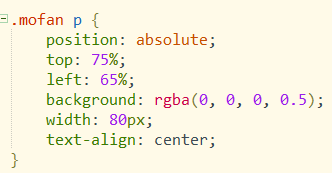 .mofan p {
position: absolute;
top: 75%;
left: 65%;
background: rgba(0, 0, 0, 0.5);
width: 80px;
text-align: center;
}